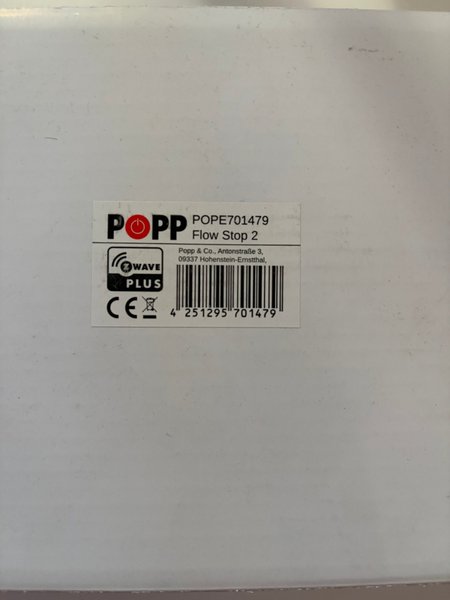 POPP POPE701479
Flow Stop 2
Popp & Co., Antonstraße 3,
09337 Hohenstein-Ernstthal,
Z WAVE
PLUS
CE
4 251295 701479